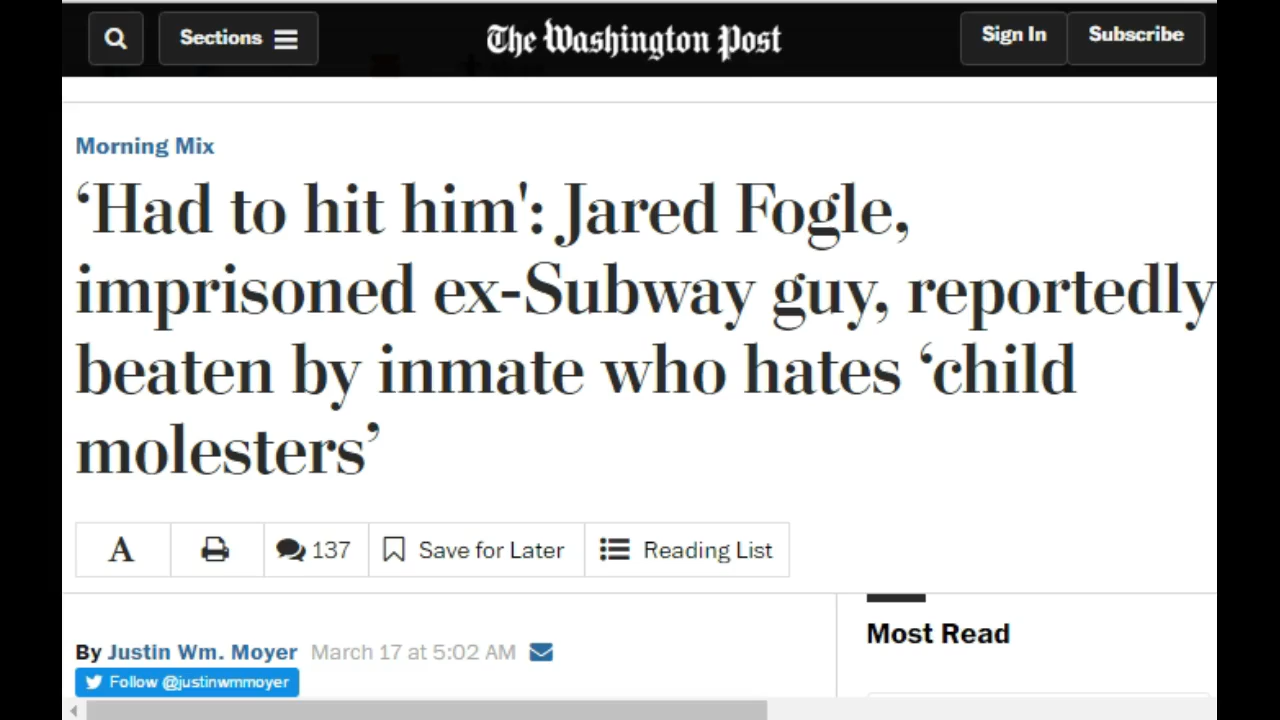 Sections
The Washington Post
Sign In
Subscribe
Morning Mix
‘Had to hit him': Jared Fogle,
imprisoned ex-Subway guy, reportedly
beaten by inmate who hates ‘child
molesters’
A
137
Save for Later
Reading List
By Justin Wm. Moyer March 17 at 5:02 AM
Follow @justinwmmoyer
Most Read